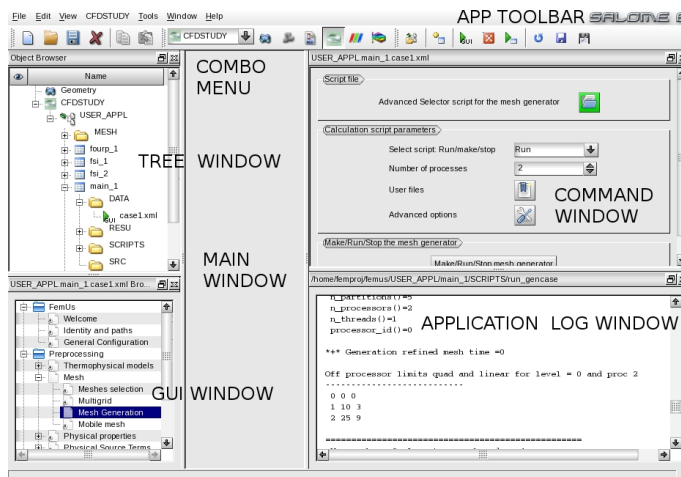 File Edit View CFDSTUDY Tools Window Help
APP TOOLBAR SALOME
CFDSTUDY
Object Browser
Name
Geometry
CFDSTUDY
USER_APPL
MESH
fourp_1
fsi_1
fsi_2
main_1
DATA
case1.xml
RESU
SCRIPTS
SRC
COMBO
MENU
TREE WINDOW
MAIN
WINDOW
USER_APPL.main_1.case1.xml
Script file
Advanced Selector script for the mesh generator
Calculation script parameters
Select script: Run/make/stop
Run
Number of processes
2
User files
Advanced options
COMMAND
WINDOW
Make/Run/Stop the mesh generator
Make/Run/Stop mesh generator
USER_APPL.main_1.case1.xml Bro...
FemUs
Welcome
Identity and paths
General Configuration
Preprocessing
Thermophysical models
Mesh
Meshes selection
Multigrid
Mesh Generation
Mobile mesh
Physical properties
Physical Source Terms
GUI WINDOW
/home/femproj/femus/USER_APPL/main_1/SCRIPTS/run_gencase
n_partitions()=5
n_processors()=2
n_threads()=1
processor_id()=0
APPLICATION LOG WINDOW
*+* Generation refined mesh time =0
Off processor limits quad and linear for level = 0 and proc 2
---------------------------
0 0 0
1 10 3
2 25 9
==================================================